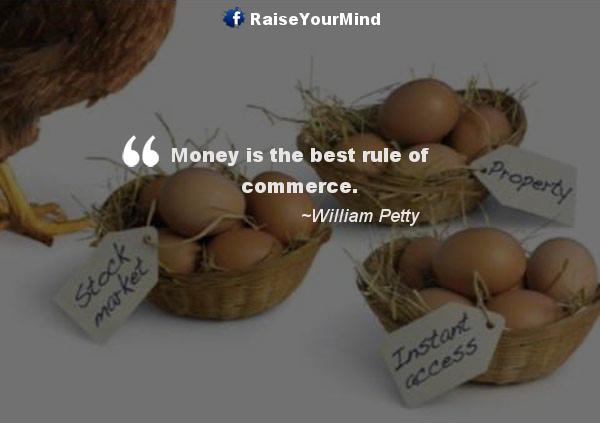 RaiseYourMind
“ Money is the best rule of
commerce.
~William Petty
Property
Stock
market
Instant
access